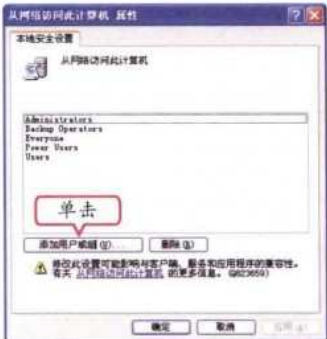 从网络访问此计算机 属性
本地安全设置
从网络访问此计算机
Administrators
Backup Operators
Everyone
Power Users
Users
单击
添加用户或组(U)...
删除(R)
修改此设置可能影响与客户端、服务和应用程序的兼容性。
有关 从网络访问此计算机 的更多信息。(Q823659)
确定
取消
应用(A)